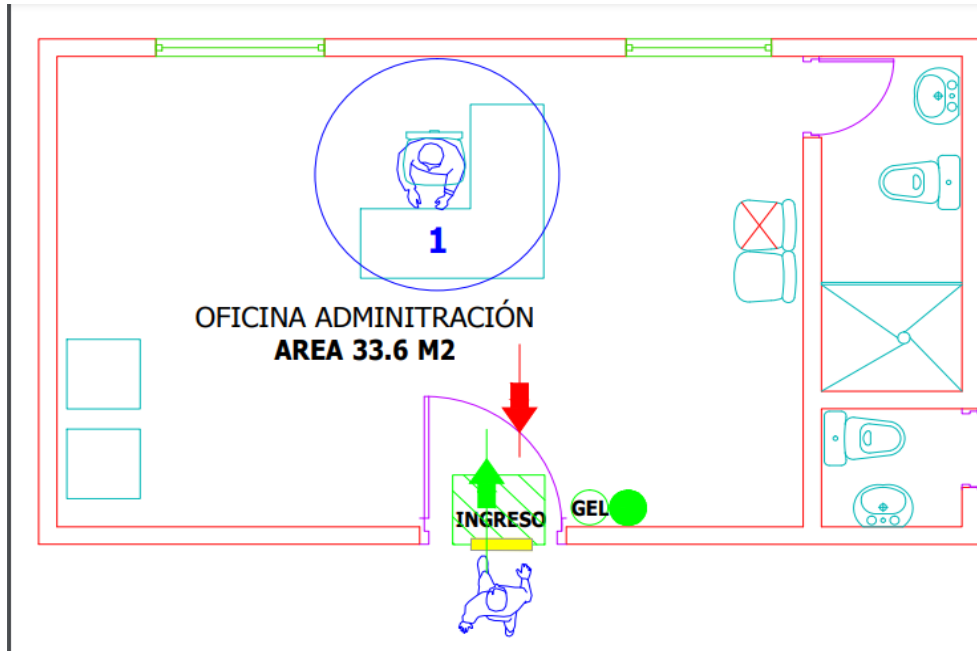 1
OFICINA ADMINITRACIÓN
AREA 33.6 M2
INGRESO
GEL